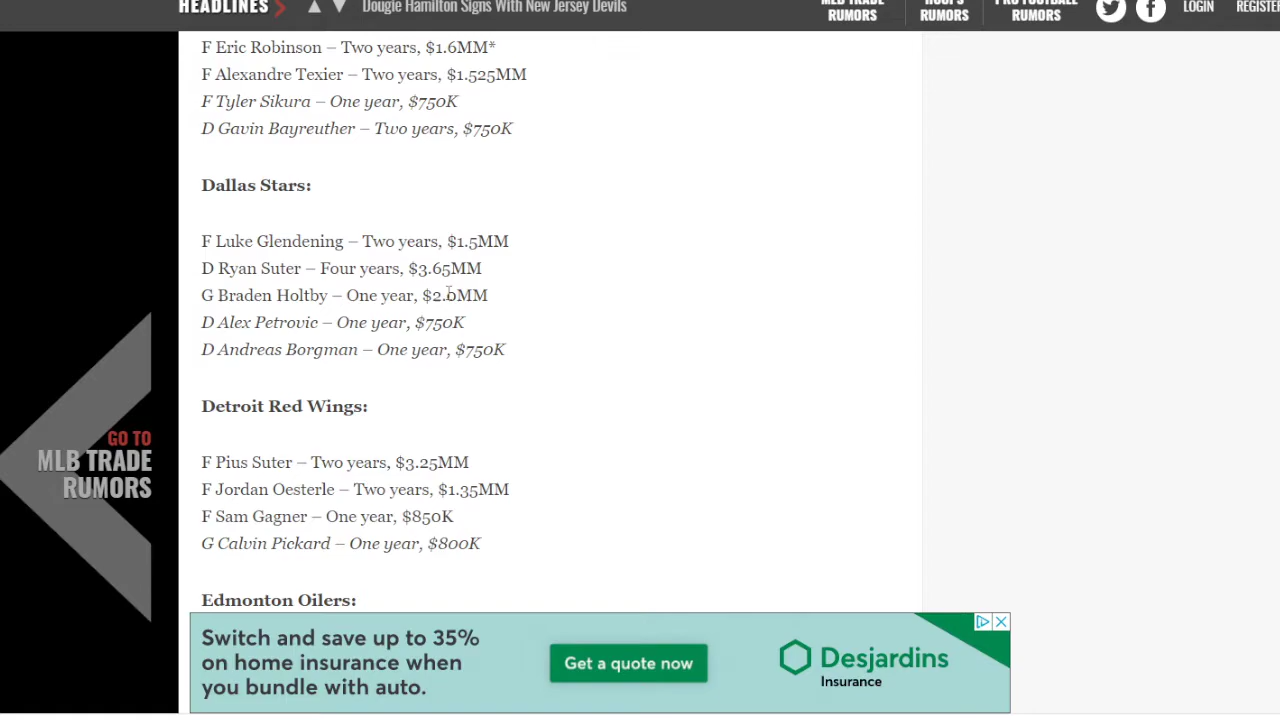 HEADLINES
Dougie Hamilton Signs With New Jersey Devils
MLB TRADE
RUMORS
HOOPS
RUMORS
PRO FOOTBALL
RUMORS
LOGIN
REGISTER
F Eric Robinson – Two years, $1.6MM*
F Alexandre Texier – Two years, $1.525MM
F Tyler Sikura – One year, $750K
D Gavin Bayreuther – Two years, $750K
Dallas Stars:
F Luke Glendening – Two years, $1.5MM
D Ryan Suter – Four years, $3.65MM
G Braden Holtby – One year,
D Alex Petrovic – One year, $750K
D Andreas Borgman – One year, $750K
Detroit Red Wings:
F Pius Suter – Two years, $3.25MM
F Jordan Oesterle – Two years, $1.35MM
F Sam Gagner – One year, $850K
G Calvin Pickard – One year, $800K
Edmonton Oilers:
GO TO
MLB TRADE
RUMORS
Switch and save up to 35%
on home insurance when
you bundle with auto.
Get a quote now
Desjardins
Insurance